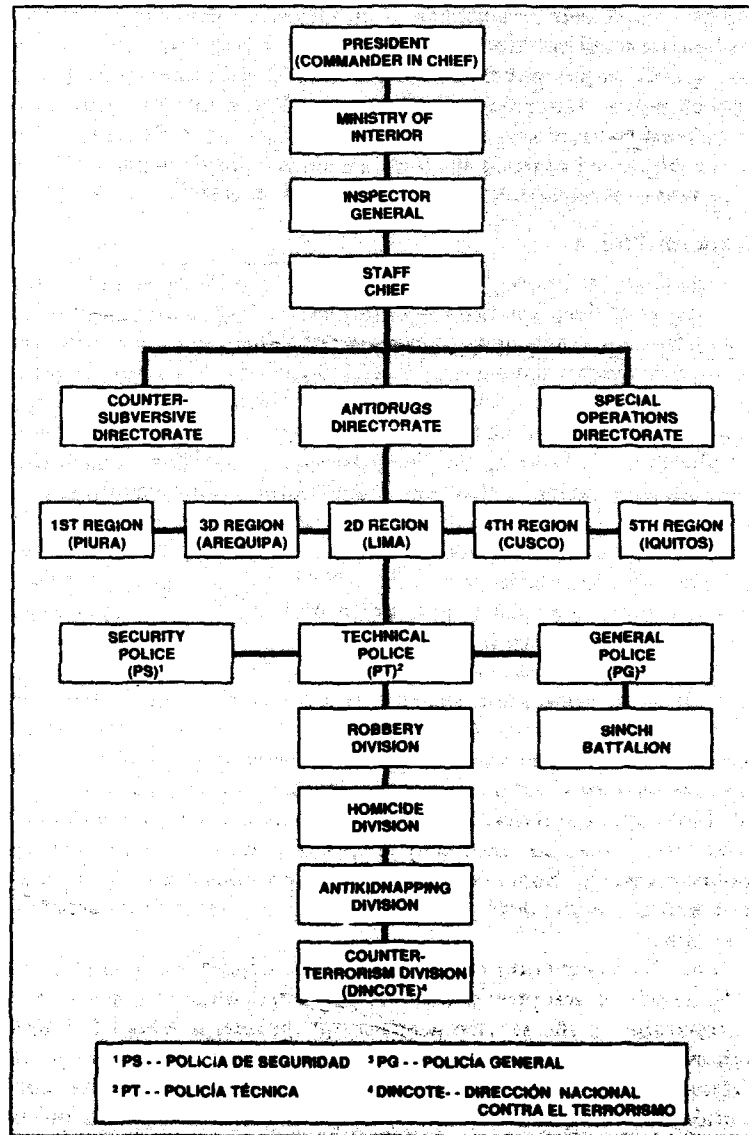 PRESIDENT
(COMMANDER IN CHIEF)
MINISTRY OF
INTERIOR
INSPECTOR
GENERAL
STAFF
CHIEF
COUNTER-
SUBVERSIVE
DIRECTORATE
ANTIDRUGS
DIRECTORATE
SPECIAL
OPERATIONS
DIRECTORATE
1ST REGION
(PIURA)
3D REGION
(AREQUIPA)
2D REGION
(LIMA)
4TH REGION
(CUSCO)
5TH REGION
(IQUITOS)
SECURITY
POLICE
(PS)¹
TECHNICAL
POLICE
(PT)²
GENERAL
POLICE
(PG)³
ROBBERY
DIVISION
SINCHI
BATTALION
HOMICIDE
DIVISION
ANTIKIDNAPPING
DIVISION
COUNTER-
TERRORISM DIVISION
(DINCOTE)⁴
¹ PS - - POLICIA DE SEGURIDAD
² PT - - POLICÍA TÉCNICA
³ PG - - POLICÍA GENERAL
⁴ DINCOTE- - DIRECCIÓN NACIONAL
CONTRA EL TERRORISMO